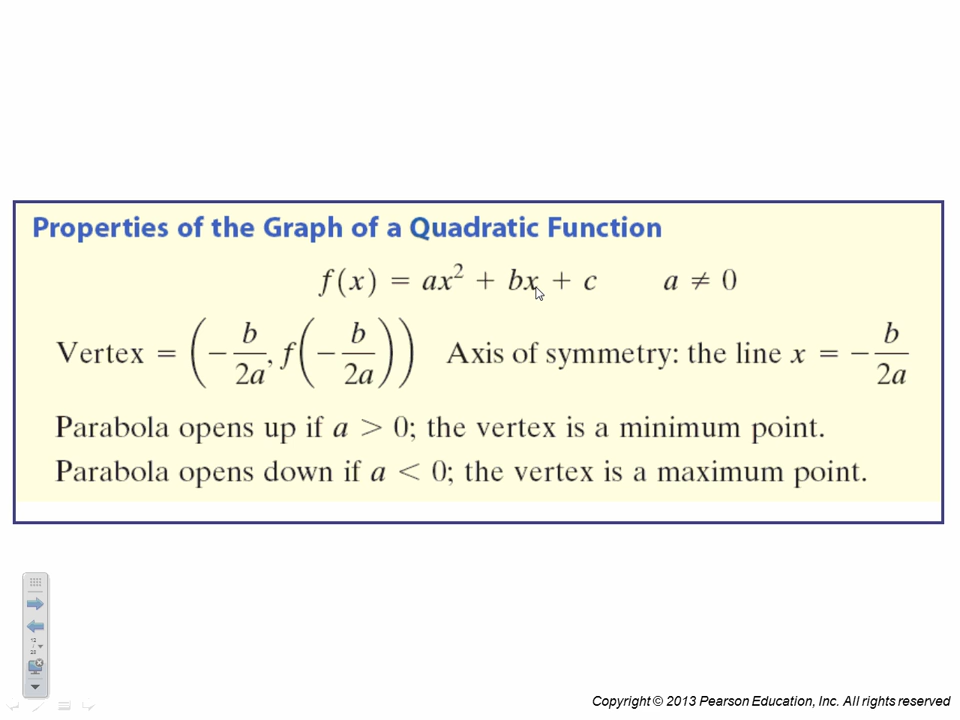 Properties of the Graph of a Quadratic Function
f(x) = ax² + bx + c a ≠ 0
Vertex = (−b/2a, f(−b/2a)) Axis of symmetry: the line x = −b/2a
Parabola opens up if a > 0; the vertex is a minimum point.
Parabola opens down if a < 0; the vertex is a maximum point.
Copyright © 2013 Pearson Education, Inc. All rights reserved